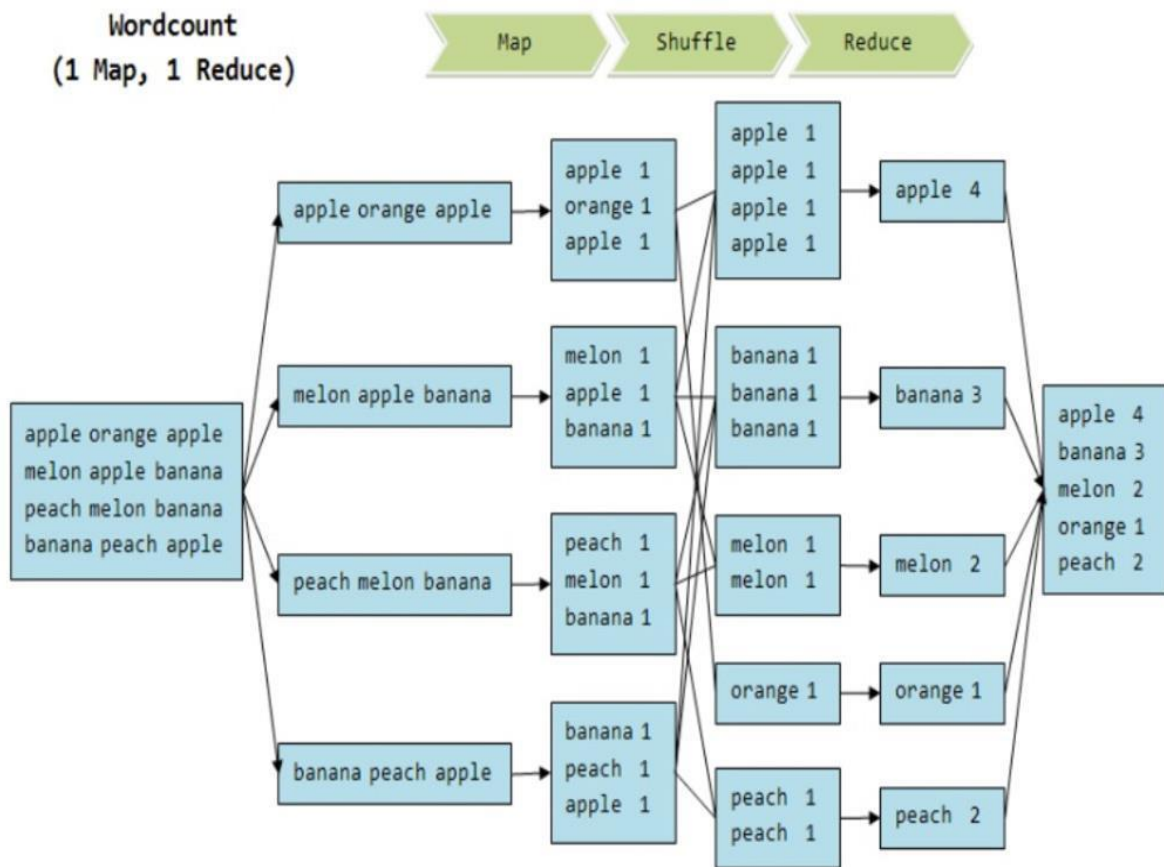 Wordcount
(1 Map, 1 Reduce)
Map
Shuffle
Reduce
apple orange apple
melon apple banana
peach melon banana
banana peach apple
apple orange apple
melon apple banana
peach melon banana
banana peach apple
apple 1
orange 1
apple 1
melon 1
apple 1
banana 1
peach 1
melon 1
banana 1
banana 1
peach 1
apple 1
apple 1
apple 1
apple 1
apple 1
banana 1
banana 1
banana 1
melon 1
melon 1
orange 1
peach 1
peach 1
apple 4
banana 3
melon 2
orange 1
peach 2
apple 4
banana 3
melon 2
orange 1
peach 2